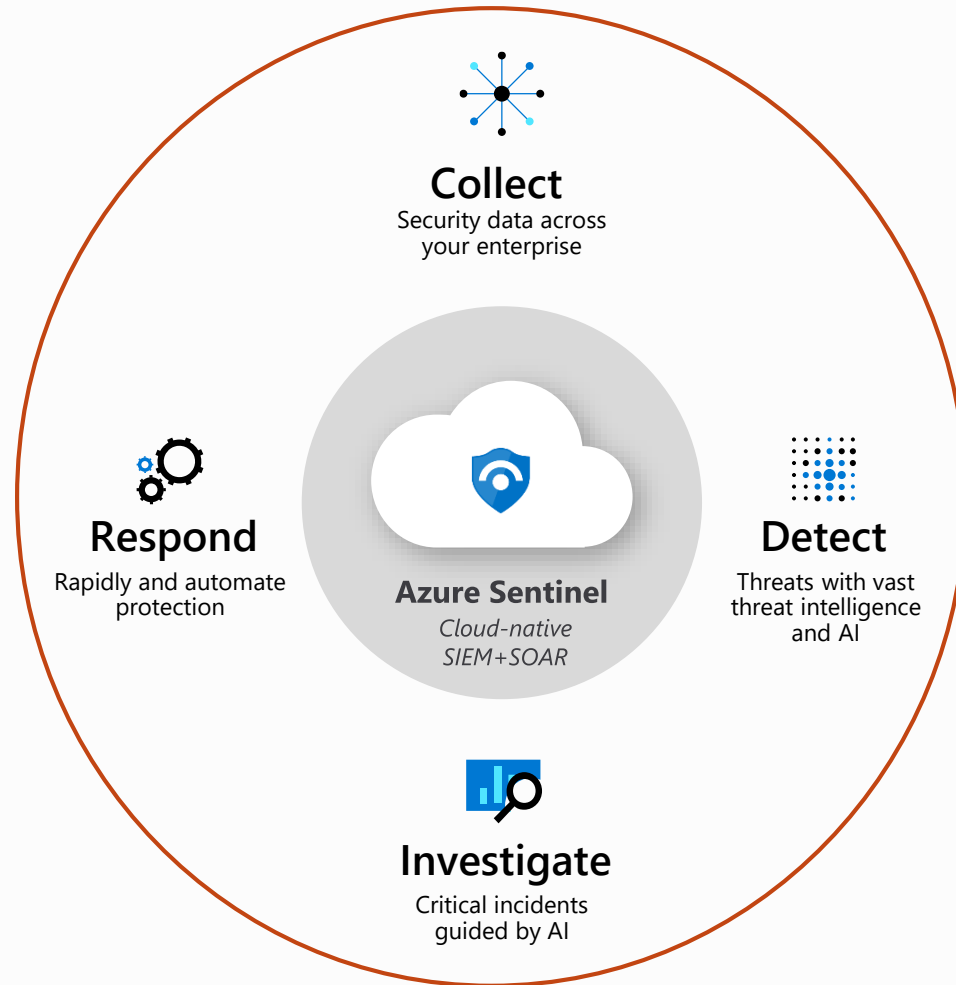 Collect
Security data across
your enterprise
Respond
Rapidly and automate
protection
Azure Sentinel
Cloud-native
SIEM+SOAR
Detect
Threats with vast
threat intelligence
and AI
Investigate
Critical incidents
guided by AI